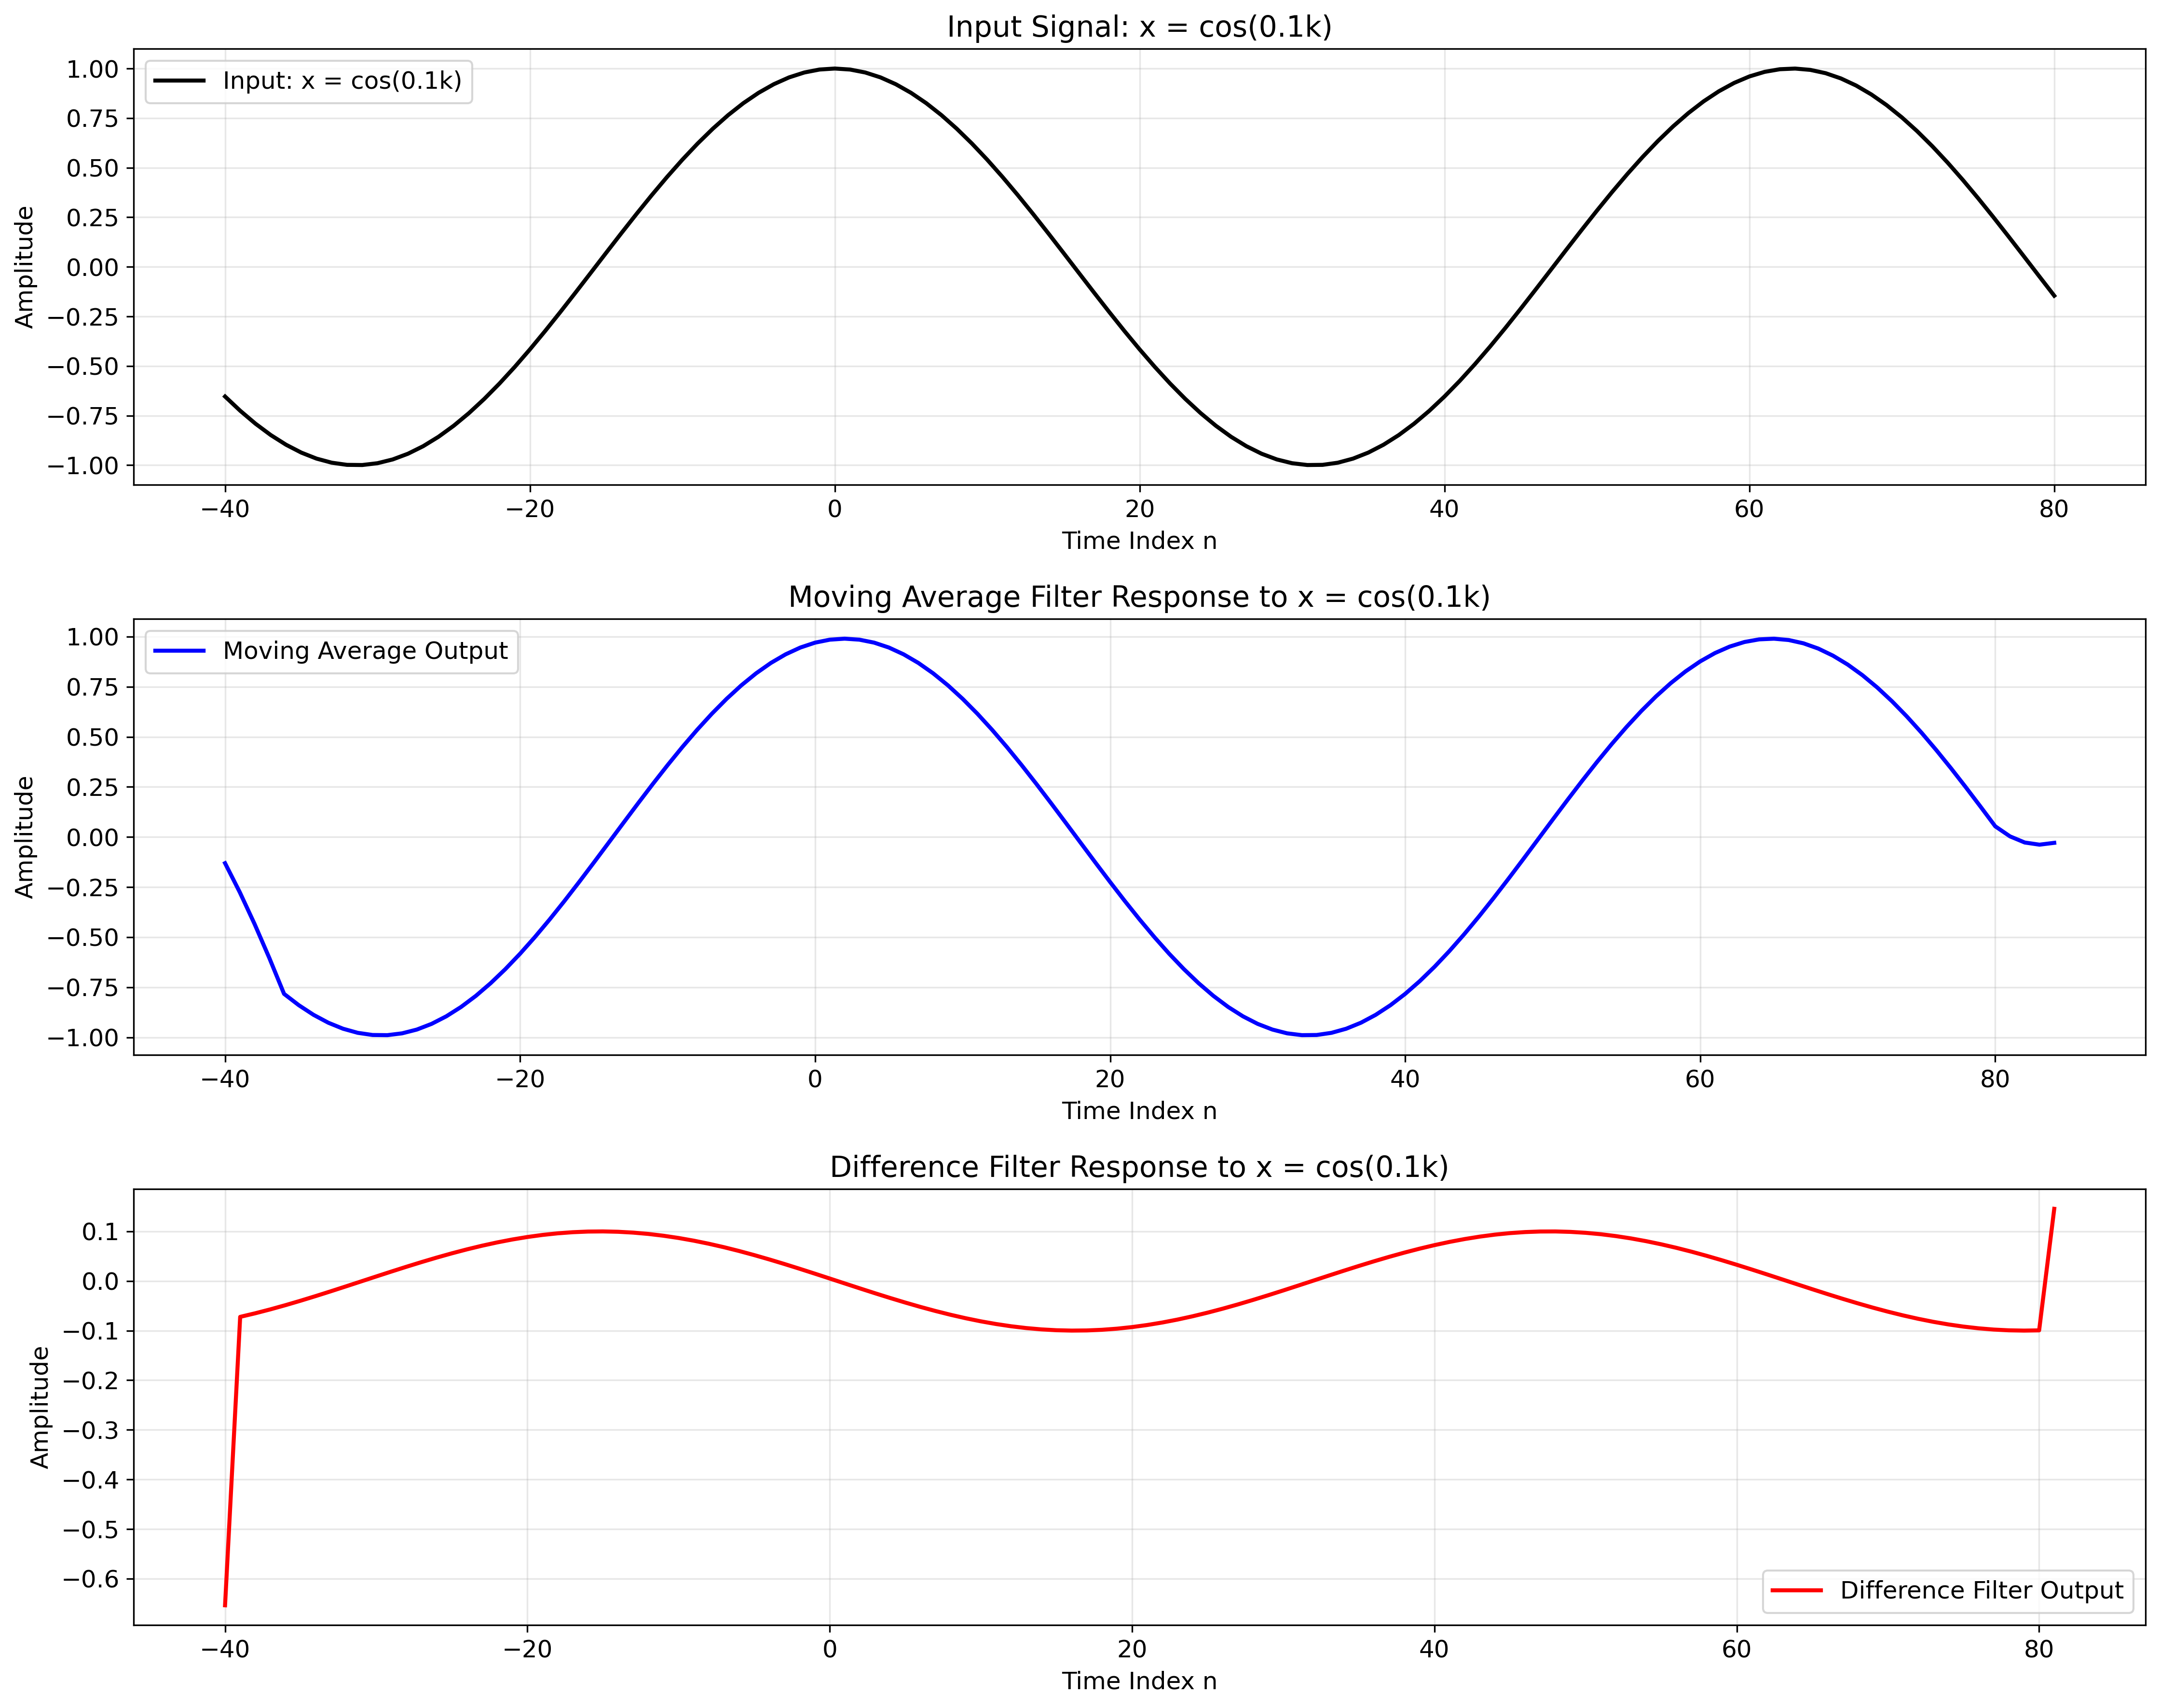 Input Signal: x = cos(0.1k)
Input: x = cos(0.1k)
1.00
0.75
0.50
0.25
0.00
−0.25
−0.50
−0.75
−1.00
Amplitude
−40 −20 0 20 40 60 80
Time Index n
Moving Average Filter Response to x = cos(0.1k)
Moving Average Output
1.00
0.75
0.50
0.25
0.00
−0.25
−0.50
−0.75
−1.00
Amplitude
−40 −20 0 20 40 60 80
Time Index n
Difference Filter Response to x = cos(0.1k)
0.1
0.0
−0.1
−0.2
−0.3
−0.4
−0.5
−0.6
Amplitude
Difference Filter Output
−40 −20 0 20 40 60 80
Time Index n